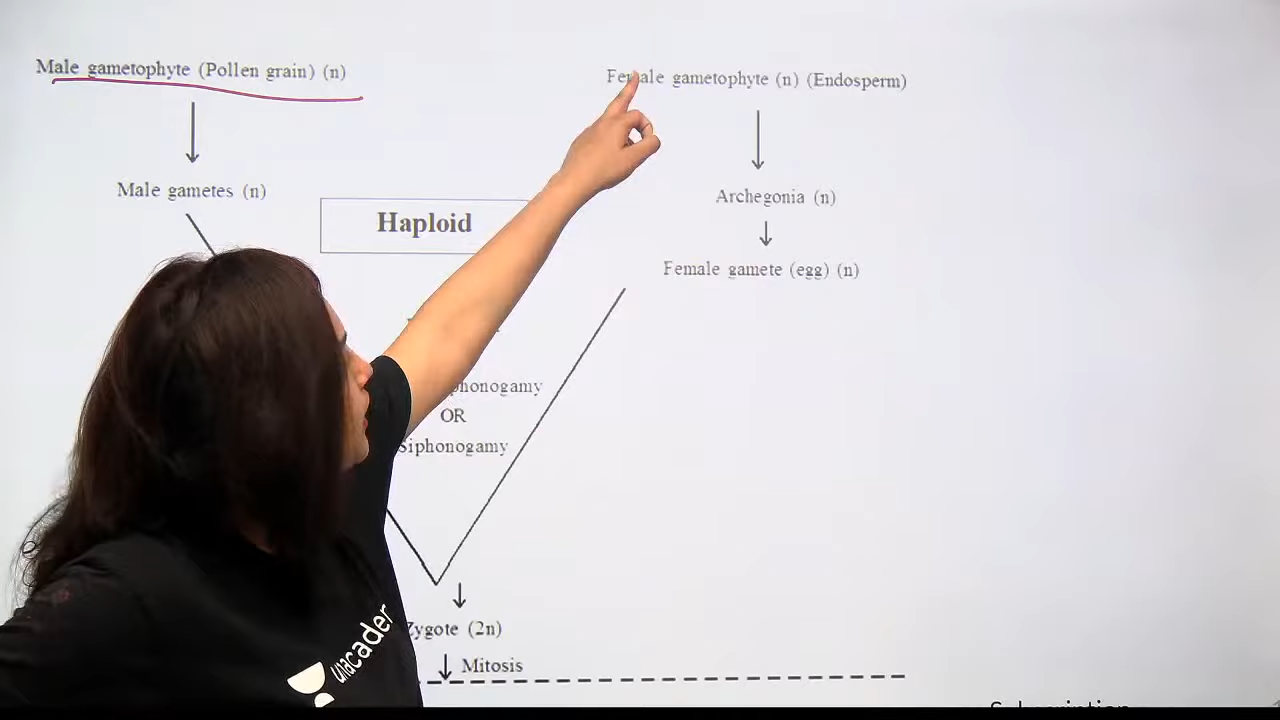 Male gametophyte (Pollen grain) (n)
Female gametophyte (n) (Endosperm)
Male gametes (n)
Archegonia (n)
Haploid
Female gamete (egg) (n)
OR
Siphonogamy
Zygote (2n)
Mitosis
unacademy